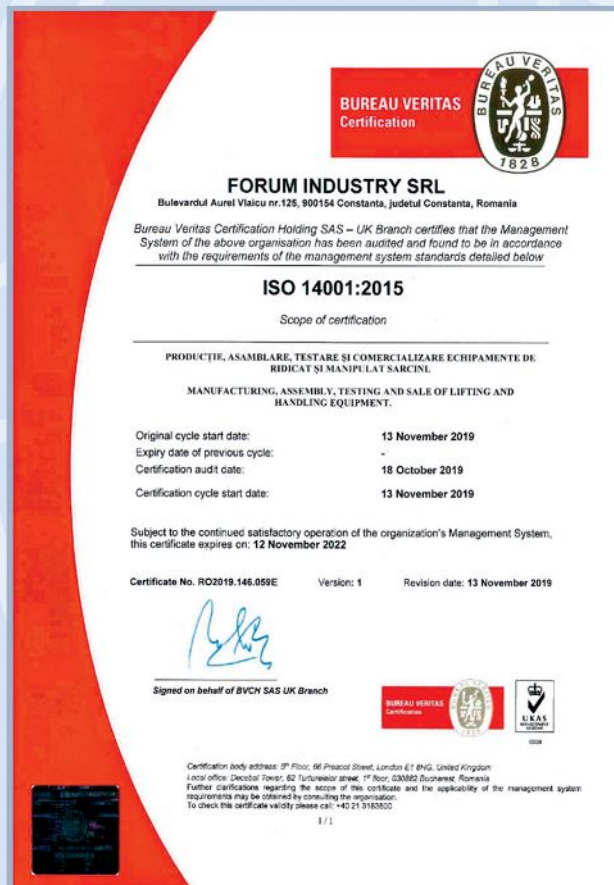 BUREAU VERITAS
Certification
BUREAU VERITAS
1828
FORUM INDUSTRY SRL
Bulevardul Aurel Vlaicu nr.125, 900154 Constanta, judetul Constanta, Romania
Bureau Veritas Certification Holding SAS – UK Branch certifies that the Management
System of the above organisation has been audited and found to be in accordance
with the requirements of the management system standards detailed below
ISO 14001:2015
Scope of certification
PRODUCȚIE, ASAMBLARE, TESTARE ȘI COMERCIALIZARE ECHIPAMENTE DE
RIDICAT ȘI MANIPULAT SARCINI.
MANUFACTURING, ASSEMBLY, TESTING AND SALE OF LIFTING AND
HANDLING EQUIPMENT.
Original cycle start date: 13 November 2019
Expiry date of previous cycle: -
Certification audit date: 18 October 2019
Certification cycle start date: 13 November 2019
Subject to the continued satisfactory operation of the organization's Management System,
this certificate expires on: 12 November 2022
Certificate No. RO2019.146.059E Version: 1 Revision date: 13 November 2019
Signed on behalf of BVCH SAS UK Branch
BUREAU VERITAS
Certification
UKAS
MANAGEMENT
SYSTEMS
0008
Certification body address: 5th Floor, 66 Prescot Street, London E1 8HG, United Kingdom
Local office: Decebal Tower, 62 Turturelelor street, 1st floor, 030882 Bucharest, Romania
Further clarifications regarding the scope of this certificate and the applicability of the management system
requirements may be obtained by consulting the organisation.
To check this certificate validity please call: +40 21 3183800
1/1